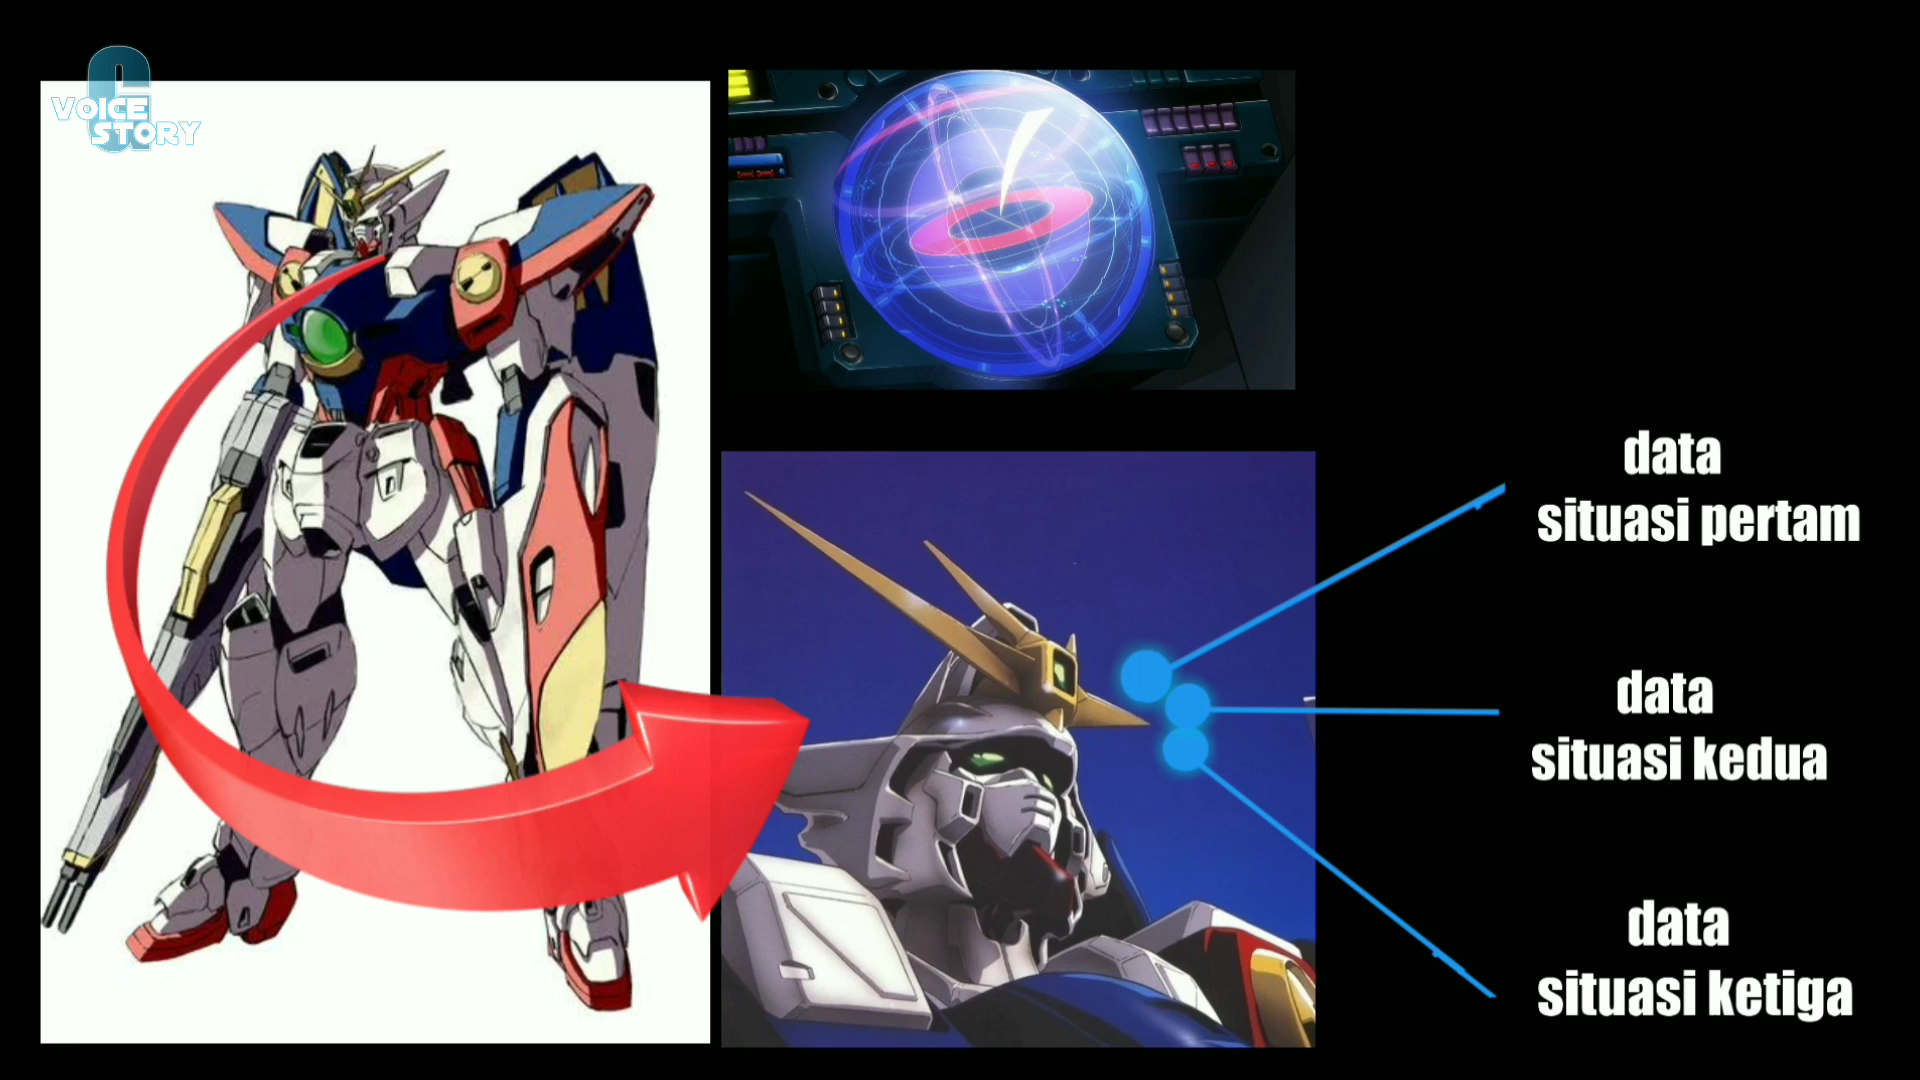 VOICE
STORY
data
situasi pertam
data
situasi kedua
data
situasi ketiga